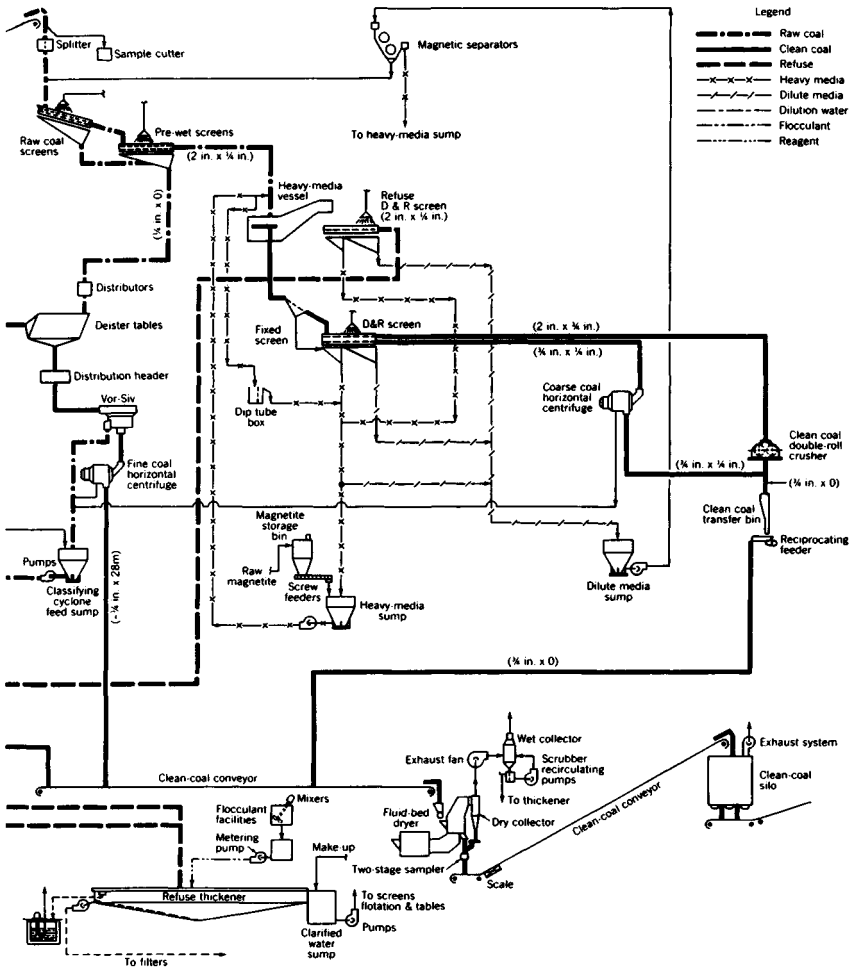 Legend
Raw coal
Clean coal
Refuse
Heavy media
Dilute media
Dilution water
Flocculant
Reagent
Splitter
Sample cutter
Magnetic separators
To heavy-media sump
Raw coal
screens
Pre-wet screens
(2 in. x ¼ in.)
(¼ in. x 0)
Heavy-media
vessel
Refuse
D & R screen
(2 in. x ¼ in.)
Distributors
Deister tables
Fixed
screen
D&R screen
(2 in. x ¾ in.)
(¾ in. x ¼ in.)
Distribution header
Vor-Siv
Dip tube
box
Coarse coal
horizontal
centrifuge
Clean coal
double-roll
crusher
Fine coal
horizontal
centrifuge
(¾ in. x ¼ in.)
(¾ in. x 0)
Clean coal
transfer bin
Reciprocating
feeder
Magnetite
storage
bin
Raw
magnetite
Screw
feeders
Heavy-media
sump
Dilute media
sump
Pumps
Classifying
cyclone
feed sump
(-¼ in. x 28m)
(¾ in. x 0)
Clean-coal conveyor
Exhaust fan
Wet collector
Scrubber
recirculating
pumps
To thickener
Exhaust system
Clean-coal
silo
Clean-coal conveyor
Fluid-bed
dryer
Dry collector
Two-stage sampler
Scale
Flocculant
facilities
Mixers
Metering
pump
Make-up
Refuse thickener
To screens
flotation & tables
Pumps
Clarified
water
sump
To filters